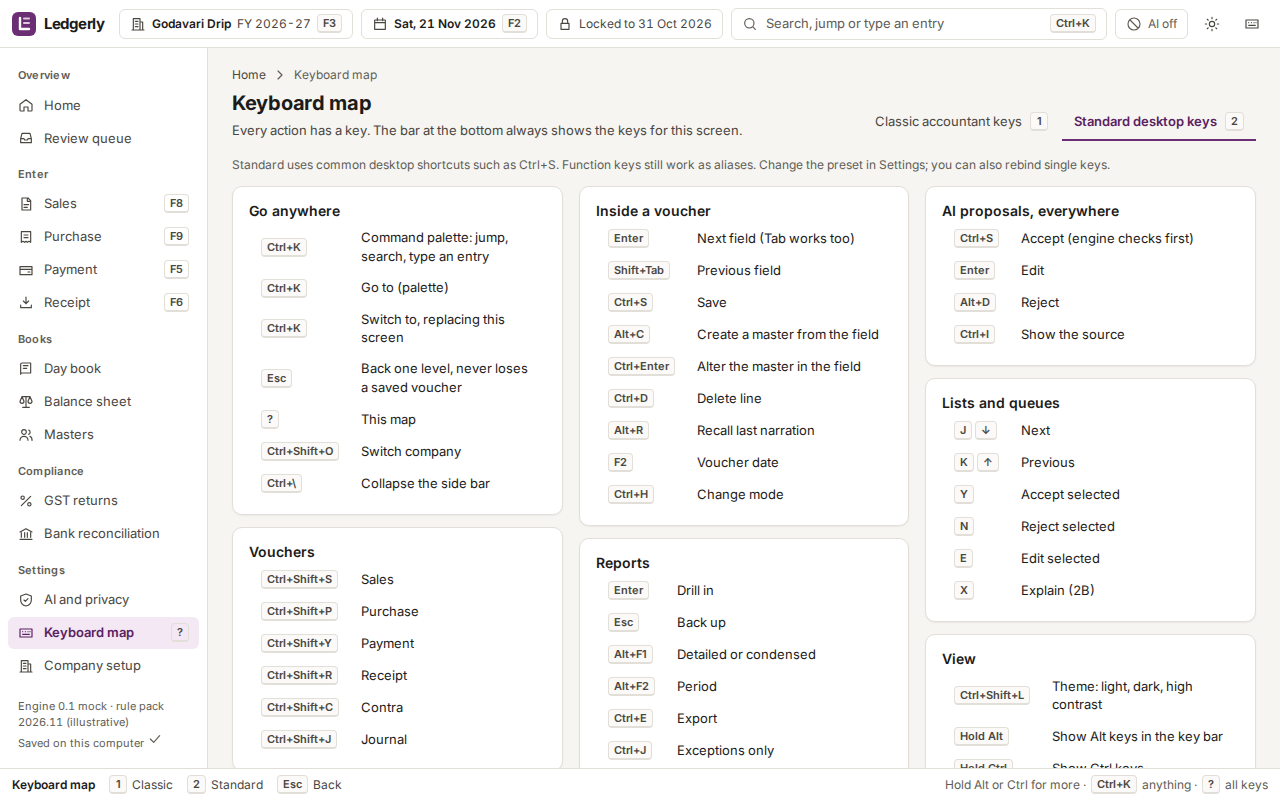 Ledgerly
Godavari Drip FY 2026-27 F3
Sat, 21 Nov 2026 F2
Locked to 31 Oct 2026
Search, jump or type an entry Ctrl+K
AI off
Overview
Home
Review queue
Enter
Sales F8
Purchase F9
Payment F5
Receipt F6
Books
Day book
Balance sheet
Masters
Compliance
GST returns
Bank reconciliation
Settings
AI and privacy
Keyboard map ?
Company setup
Engine 0.1 mock · rule pack
2026.11 (illustrative)
Saved on this computer
Home > Keyboard map
Keyboard map
Every action has a key. The bar at the bottom always shows the keys for this screen.
Classic accountant keys 1
Standard desktop keys 2
Standard uses common desktop shortcuts such as Ctrl+S. Function keys still work as aliases. Change the preset in Settings; you can also rebind single keys.
Go anywhere
Ctrl+K Command palette: jump,
search, type an entry
Ctrl+K Go to (palette)
Ctrl+K Switch to, replacing this
screen
Esc Back one level, never loses
a saved voucher
? This map
Ctrl+Shift+O Switch company
Ctrl+\ Collapse the side bar
Vouchers
Ctrl+Shift+S Sales
Ctrl+Shift+P Purchase
Ctrl+Shift+Y Payment
Ctrl+Shift+R Receipt
Ctrl+Shift+C Contra
Ctrl+Shift+J Journal
Inside a voucher
Enter Next field (Tab works too)
Shift+Tab Previous field
Ctrl+S Save
Alt+C Create a master from the field
Ctrl+Enter Alter the master in the field
Ctrl+D Delete line
Alt+R Recall last narration
F2 Voucher date
Ctrl+H Change mode
Reports
Enter Drill in
Esc Back up
Alt+F1 Detailed or condensed
Alt+F2 Period
Ctrl+E Export
Ctrl+J Exceptions only
AI proposals, everywhere
Ctrl+S Accept (engine checks first)
Enter Edit
Alt+D Reject
Ctrl+I Show the source
Lists and queues
J ↓ Next
K ↑ Previous
Y Accept selected
N Reject selected
E Edit selected
X Explain (2B)
View
Ctrl+Shift+L Theme: light, dark, high
contrast
Hold Alt Show Alt keys in the key bar
Hold Ctrl Show Ctrl keys
Keyboard map 1 Classic 2 Standard Esc Back
Hold Alt or Ctrl for more · Ctrl+K anything · ? all keys